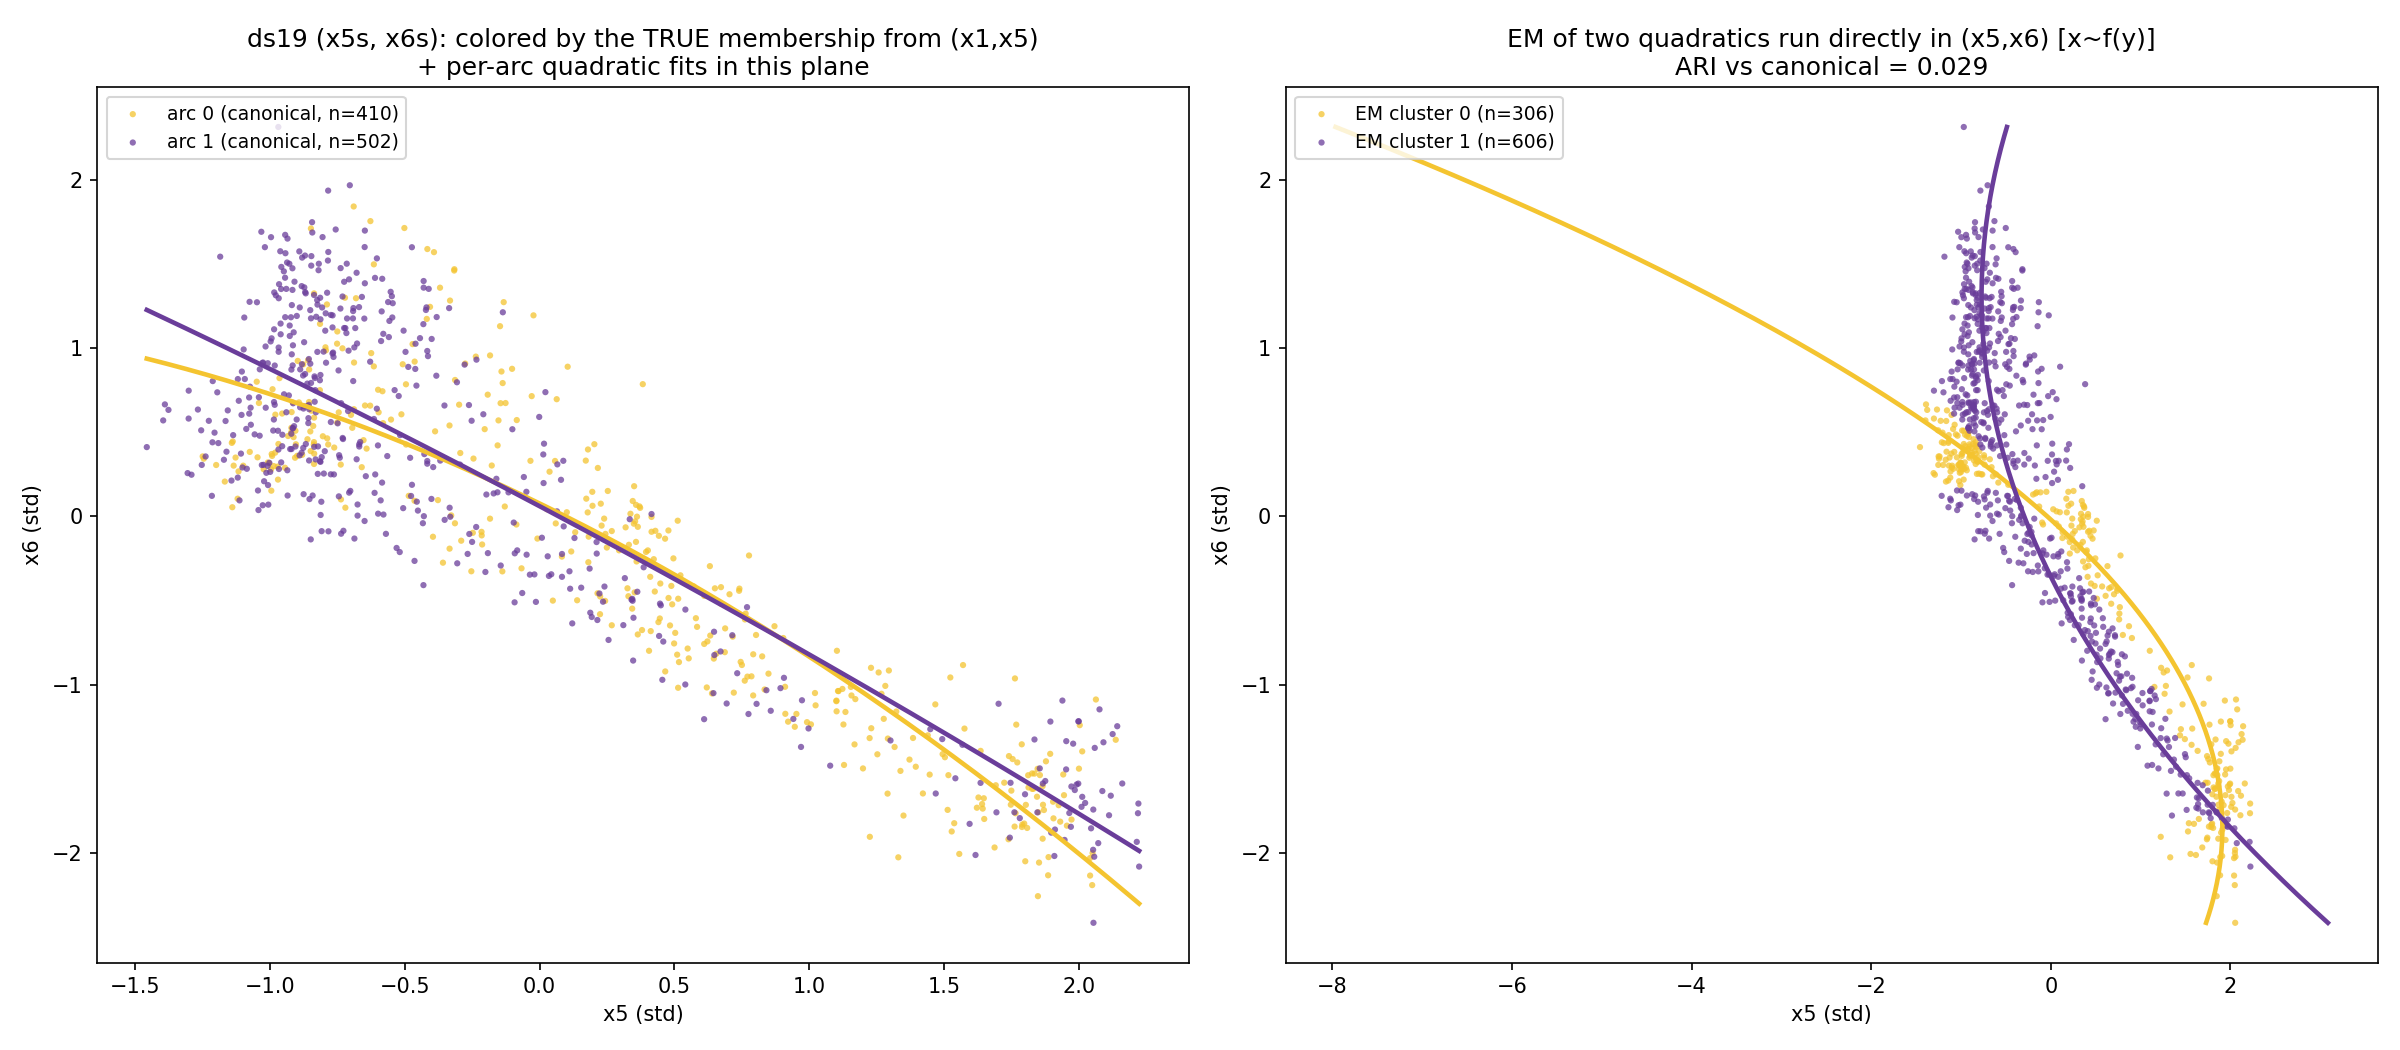 ds19 (x5s, x6s): colored by the TRUE membership from (x1,x5)
+ per-arc quadratic fits in this plane
arc 0 (canonical, n=410)
arc 1 (canonical, n=502)
2
1
0
−1
−2
x6 (std)
−1.5
−1.0
−0.5
0.0
0.5
1.0
1.5
2.0
x5 (std)
EM of two quadratics run directly in (x5,x6) [x~f(y)]
ARI vs canonical = 0.029
EM cluster 0 (n=306)
EM cluster 1 (n=606)
2
1
0
−1
−2
x6 (std)
−8
−6
−4
−2
0
2
x5 (std)